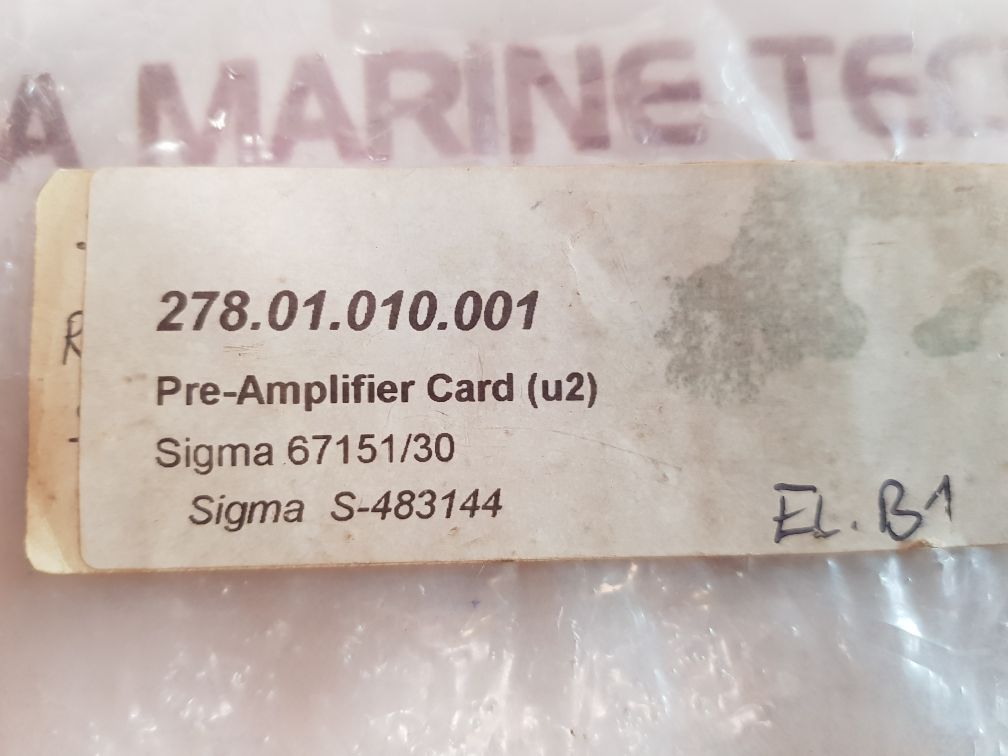 A MARINE TEC
278.01.010.001
Pre-Amplifier Card (u2)
Sigma 67151/30
Sigma S-483144
EL. B1
R